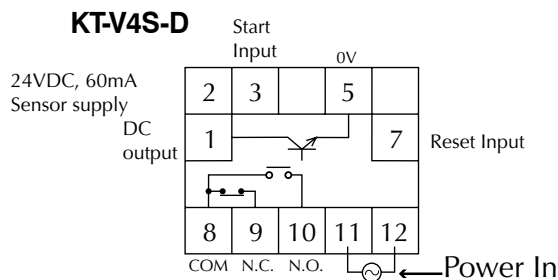 KT-V4S-D
Start
Input
0V
24VDC, 60mA
Sensor supply
2 3 5
DC
output
1 7
Reset Input
8 9 10 11 12
COM N.C. N.O.
Power In